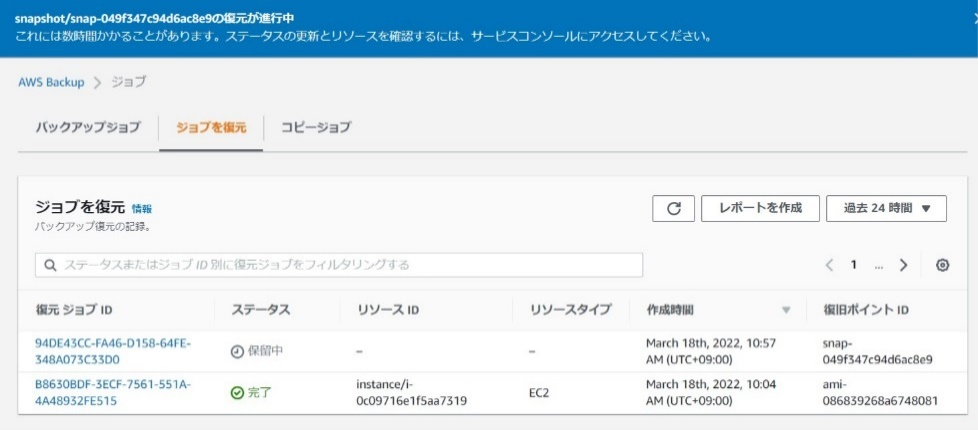 snapshot/snap-049f347c94d6ac8e9の復元が進行中
これには数時間かかることがあります。ステータスの更新とリソースを確認するには、サービスコンソールにアクセスしてください。
AWS Backup > ジョブ
バックアップジョブ ジョブを復元 コピージョブ
ジョブを復元 情報
バックアップ復元の記録。
レポートを作成 過去 24 時間 ▼
ステータスまたはジョブ ID 別に復元ジョブをフィルタリングする
< 1 ... >
復元 ジョブ ID ステータス リソース ID リソースタイプ 作成時間 ▼ 復旧ポイント ID
94DE43CC-FA46-D158-64FE-348A073C33D0 保留中 - - March 18th, 2022, 10:57 AM (UTC+09:00) snap-049f347c94d6ac8e9
B8630BDF-3ECF-7561-551A-4A48932FE515 完了 instance/i-0c09716e1f5aa7319 EC2 March 18th, 2022, 10:04 AM (UTC+09:00) ami-086839268a6748081